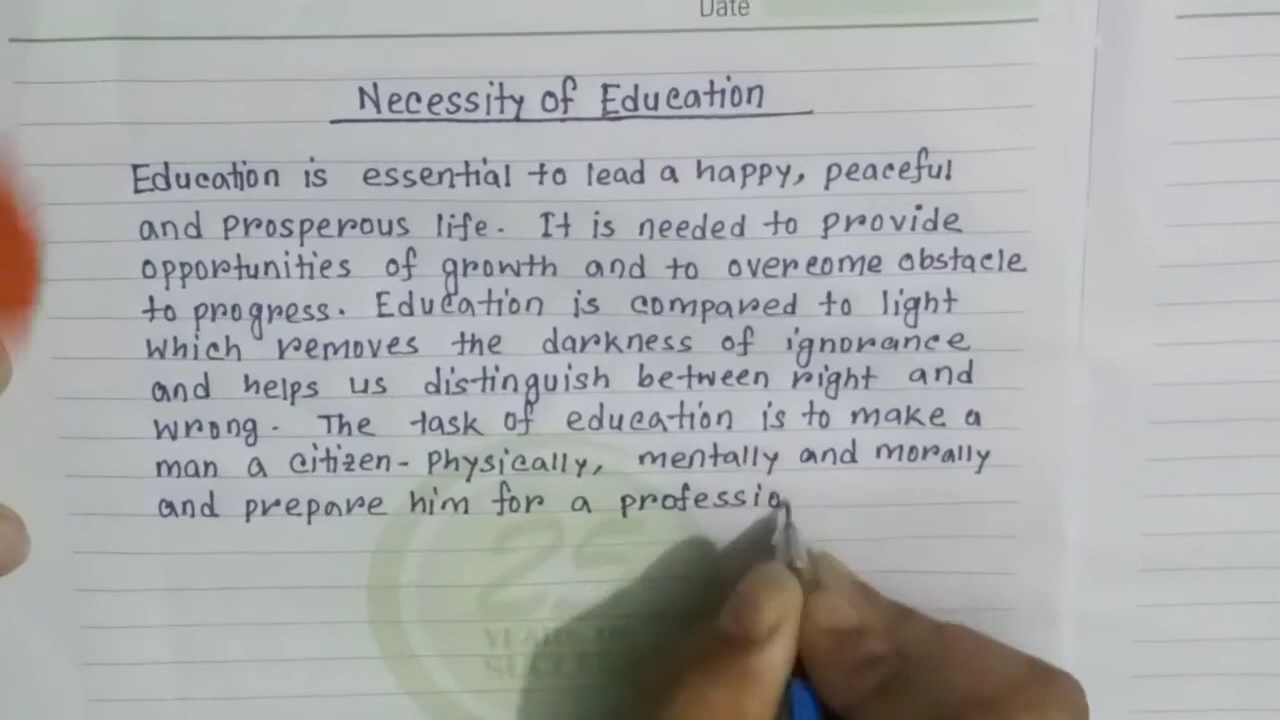 Date
Necessity of Education
Education is essential to lead a happy, peaceful
and prosperous life. It is needed to provide
opportunities of growth and to overcome obstacle
to progress. Education is compared to light
which removes the darkness of ignorance
and helps us distinguish between right and
wrong. The task of education is to make a
man a citizen- physically, mentally and morally
and prepare him for a professio
25
YEARS